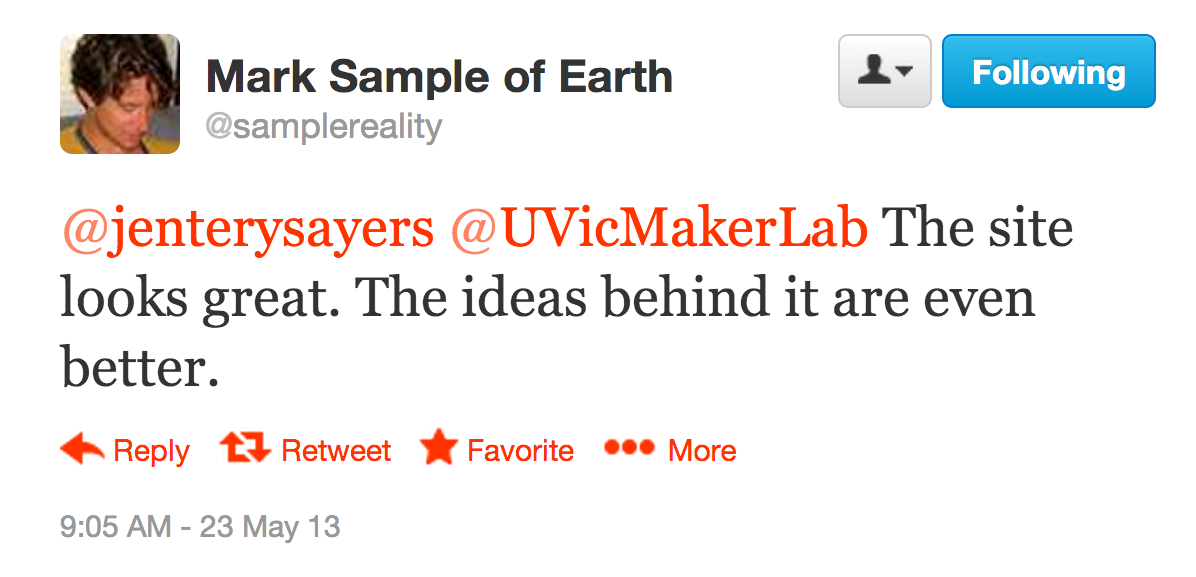 Mark Sample of Earth
@samplereality
Following
@jenterysayers @UVicMakerLab The site
looks great. The ideas behind it are even
better.
Reply Retweet Favorite More
9:05 AM - 23 May 13